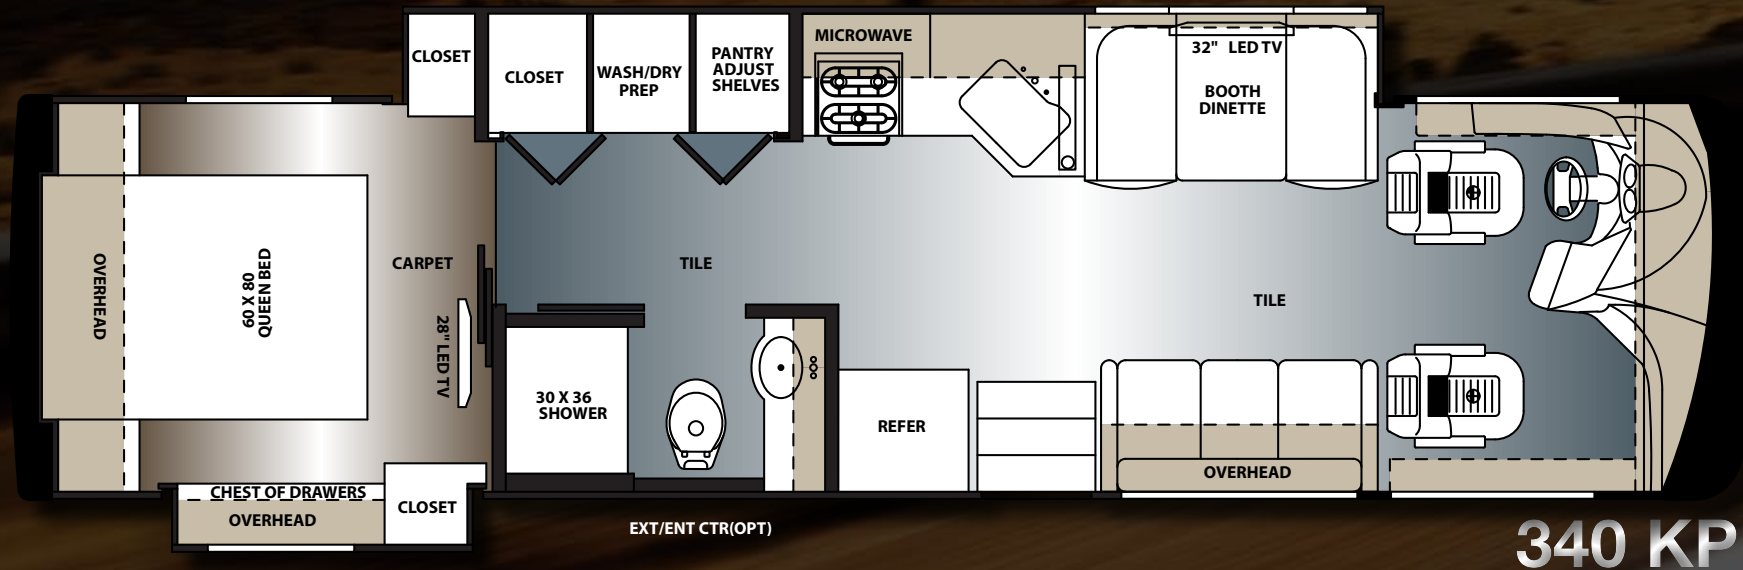 CLOSET
CLOSET
WASH/DRY
PREP
PANTRY
ADJUST
SHELVES
MICROWAVE
32" LED TV
BOOTH
DINETTE
OVERHEAD
60 X 80
QUEEN BED
CARPET
28" LED TV
TILE
TILE
30 X 36
SHOWER
REFER
OVERHEAD
CHEST OF DRAWERS
OVERHEAD
CLOSET
EXT/ENT CTR(OPT)
340 KP